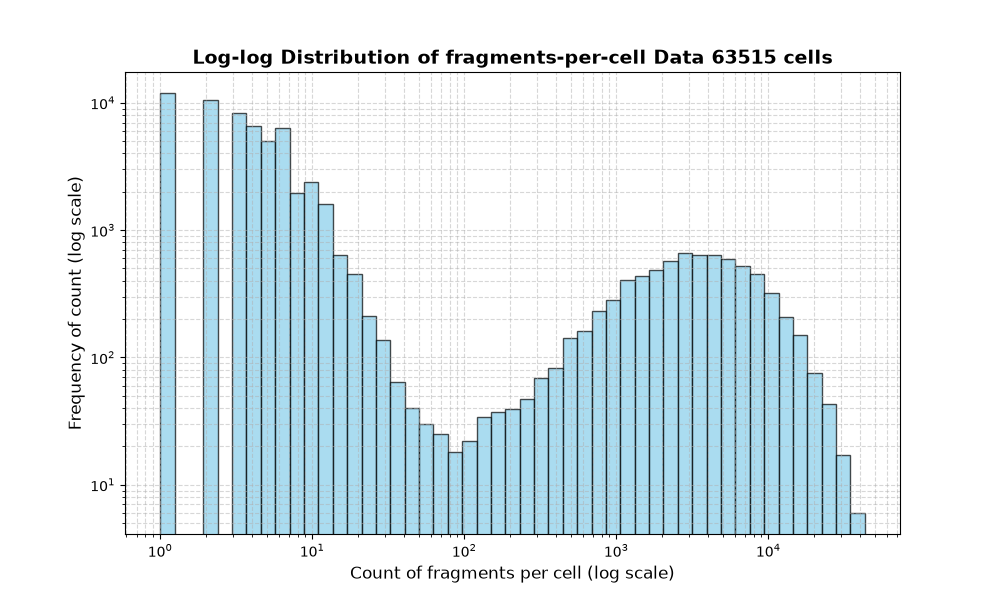 Log-log Distribution of fragments-per-cell Data 63515 cells
Frequency of count (log scale)
10⁴
10³
10²
10¹
10⁰ 10¹ 10² 10³ 10⁴
Count of fragments per cell (log scale)